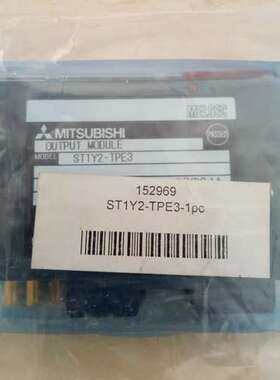 MITSUBISHI
OUTPUT MODULE
MODEL ST1Y2-TPE3
152969
ST1Y2-TPE3-1pc